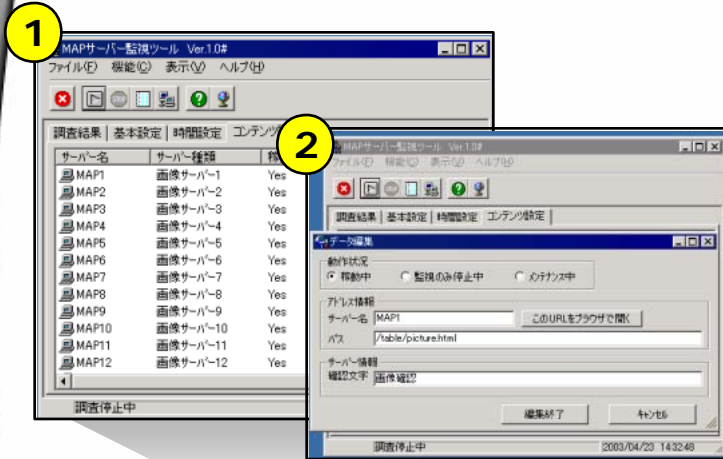 1
MAPサーバー監視ツール Ver.1.0#
ファイル(F) 機能(C) 表示(V) ヘルプ(H)
調査結果 基本設定 時間設定 コンテンツ
サーバー名 サーバー種類 稼
MAP1 画像サーバー1 Yes
MAP2 画像サーバー2 Yes
MAP3 画像サーバー3 Yes
MAP4 画像サーバー4 Yes
MAP5 画像サーバー5 Yes
MAP6 画像サーバー6 Yes
MAP7 画像サーバー7 Yes
MAP8 画像サーバー8 Yes
MAP9 画像サーバー9 Yes
MAP10 画像サーバー10 Yes
MAP11 画像サーバー11 Yes
MAP12 画像サーバー12 Yes
調査停止中
2
MAPサーバー監視ツール Ver.1.0#
ファイル(F) 機能(C) 表示(V) ヘルプ(H)
調査結果 基本設定 時間設定 コンテンツ設定
データ編集
動作状況
稼動中 監視のみ停止中 メンテナンス中
アドレス情報
サーバー名 MAP1 このURLをブラウザで開く
パス /table/picture.html
サーバー情報
確認文字 画像確認
編集終了 キャンセル
調査停止中 2003/04/23 14:32:48